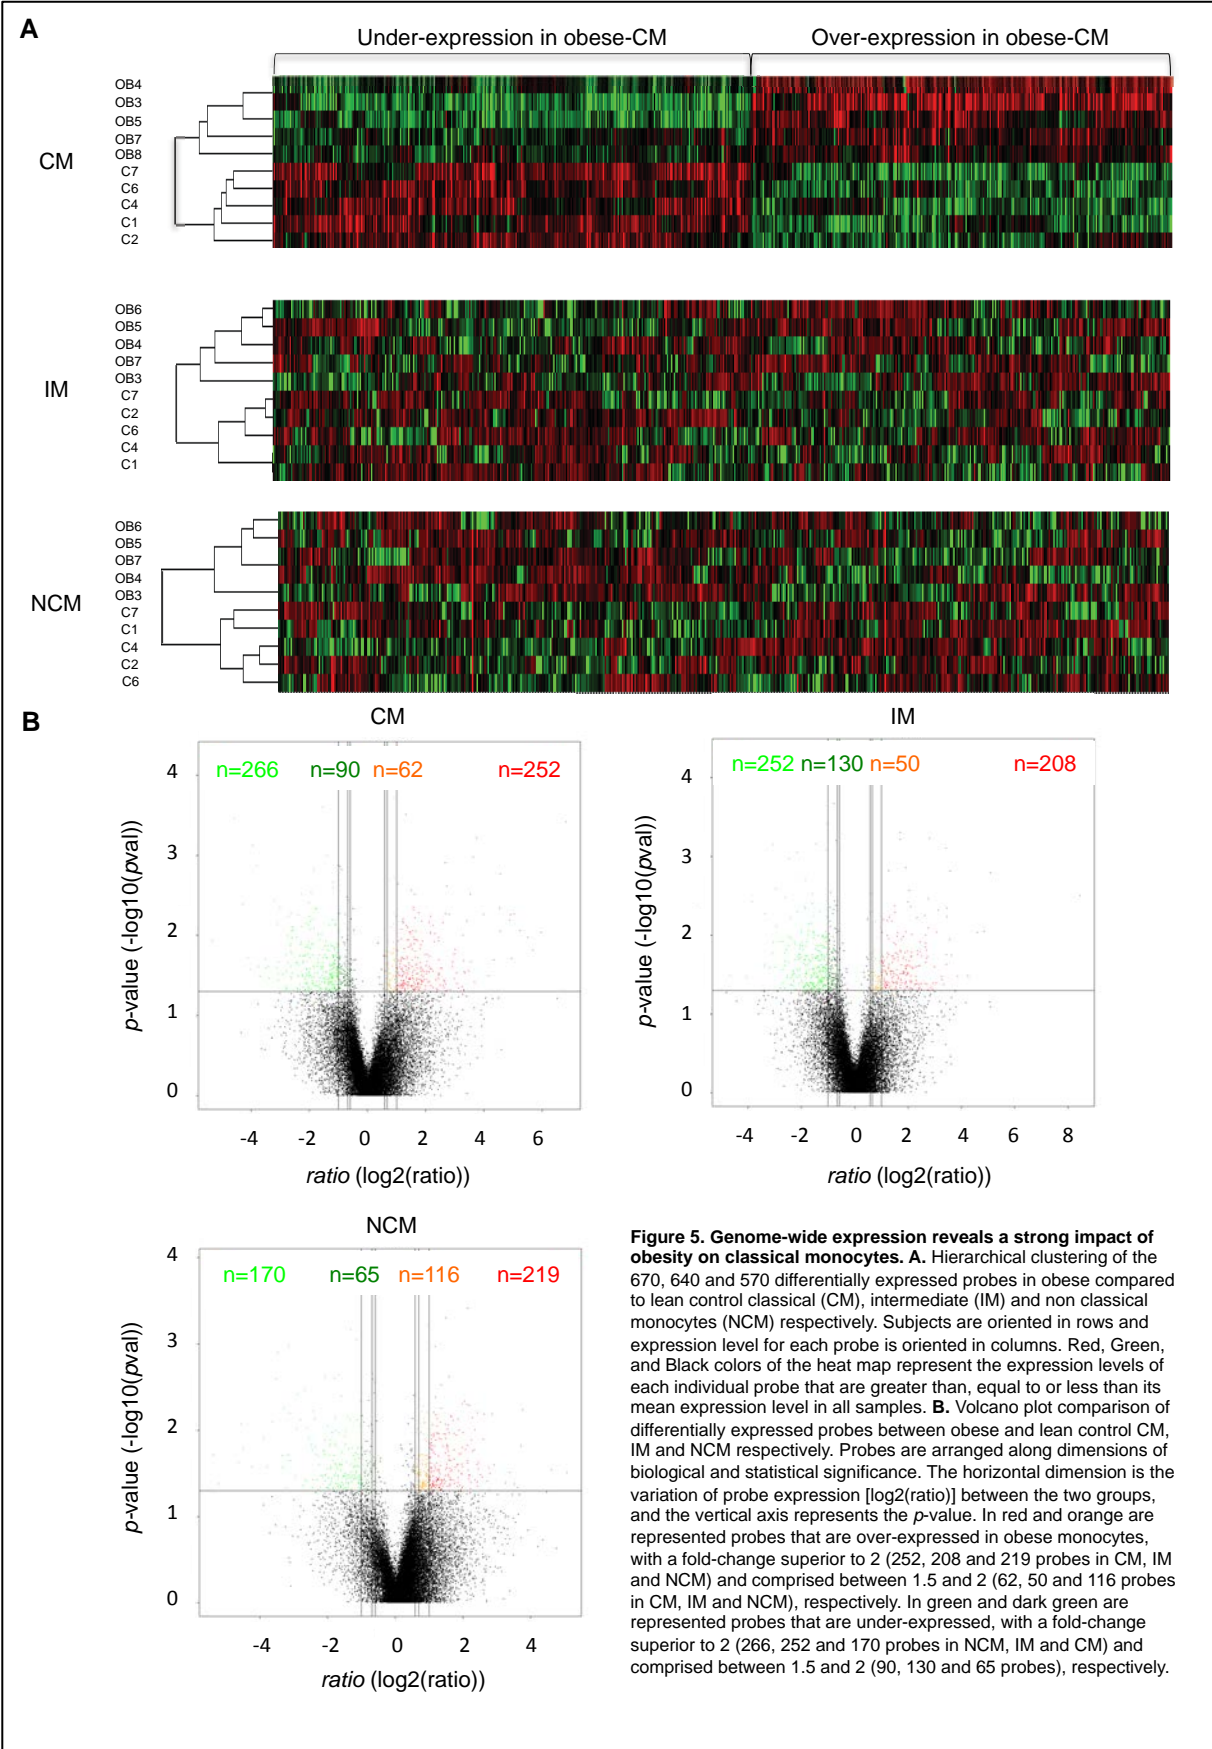 A
Under-expression in obese-CM
Over-expression in obese-CM
CM
OB4
OB3
OB5
OB7
OB8
C7
C6
C4
C1
C2
IM
OB6
OB5
OB4
OB7
OB3
C7
C2
C6
C4
C1
NCM
OB6
OB5
OB7
OB4
OB3
C7
C1
C4
C2
C6
B
CM
n=266 n=90 n=62 n=252
p-value (-log10(pval))
4
3
2
1
0
-4 -2 0 2 4 6
ratio (log2(ratio))
IM
n=252 n=130 n=50 n=208
p-value (-log10(pval))
4
3
2
1
0
-4 -2 0 2 4 6 8
ratio (log2(ratio))
NCM
n=170 n=65 n=116 n=219
p-value (-log10(pval))
4
3
2
1
0
-4 -2 0 2 4
ratio (log2(ratio))
Figure 5. Genome-wide expression reveals a strong impact of
obesity on classical monocytes. A. Hierarchical clustering of the
670, 640 and 570 differentially expressed probes in obese compared
to lean control classical (CM), intermediate (IM) and non classical
monocytes (NCM) respectively. Subjects are oriented in rows and
expression level for each probe is oriented in columns. Red, Green,
and Black colors of the heat map represent the expression levels of
each individual probe that are greater than, equal to or less than its
mean expression level in all samples. B. Volcano plot comparison of
differentially expressed probes between obese and lean control CM,
IM and NCM respectively. Probes are arranged along dimensions of
biological and statistical significance. The horizontal dimension is the
variation of probe expression [log2(ratio)] between the two groups,
and the vertical axis represents the p-value. In red and orange are
represented probes that are over-expressed in obese monocytes,
with a fold-change superior to 2 (252, 208 and 219 probes in CM, IM
and NCM) and comprised between 1.5 and 2 (62, 50 and 116 probes
in CM, IM and NCM), respectively. In green and dark green are
represented probes that are under-expressed, with a fold-change
superior to 2 (266, 252 and 170 probes in NCM, IM and CM) and
comprised between 1.5 and 2 (90, 130 and 65 probes), respectively.